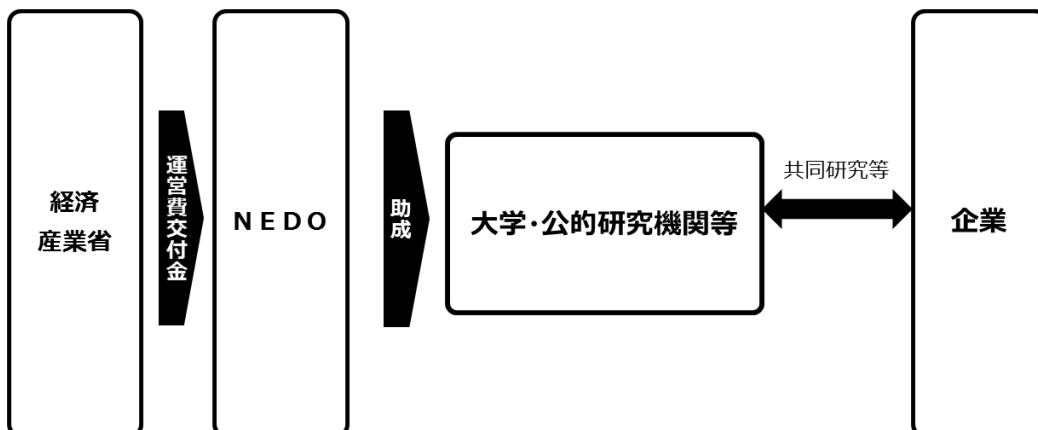 経済
産業省
運営費交付金
NEDO
助成
大学･公的研究機関等
共同研究等
企業